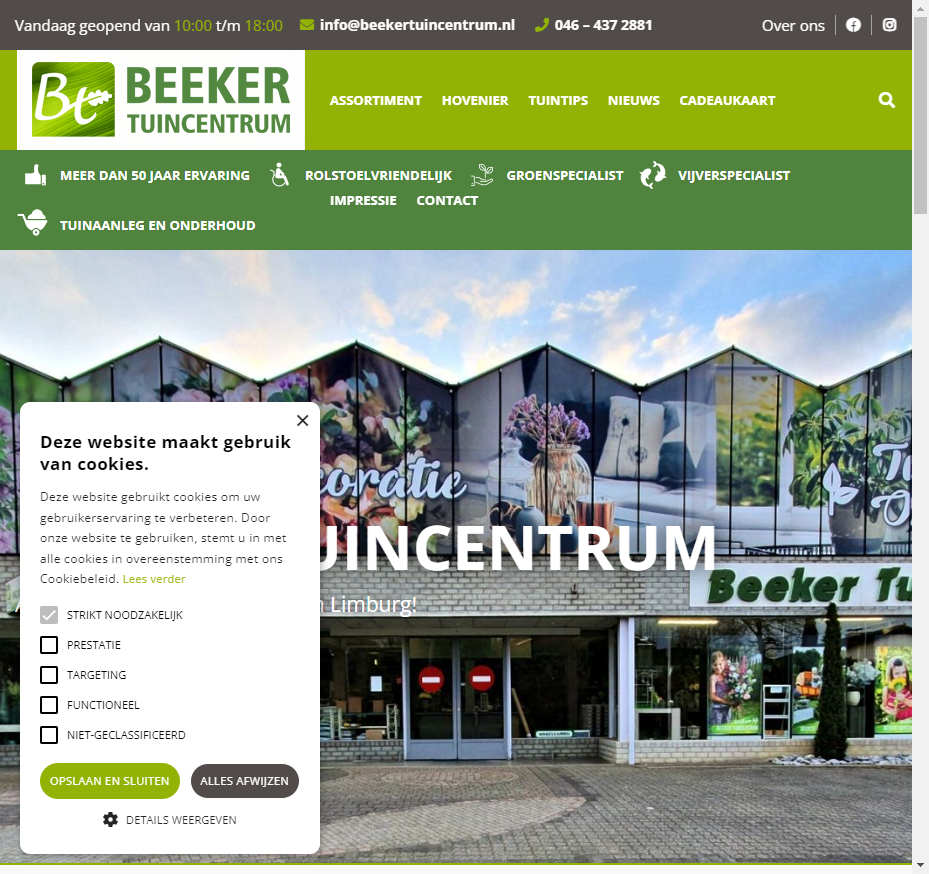 Vandaag geopend van 10:00 t/m 18:00
info@beekertuincentrum.nl
046 – 437 2881
Over ons
Bt
BEEKER
TUINCENTRUM
ASSORTIMENT
HOVENIER
TUINTIPS
NIEUWS
CADEAUKAART
MEER DAN 50 JAAR ERVARING
ROLSTOELVRIENDELIJK
GROENSPECIALIST
VIJVERSPECIALIST
IMPRESSIE
CONTACT
TUINAANLEG EN ONDERHOUD
UINCENTRUM
Limburg!
Beeker Tu
Deze website maakt gebruik
van cookies.
Deze website gebruikt cookies om uw
gebruikerservaring te verbeteren. Door
onze website te gebruiken, stemt u in met
alle cookies in overeenstemming met ons
Cookiebeleid. Lees verder
STRIKT NOODZAKELIJK
PRESTATIE
TARGETING
FUNCTIONEEL
NIET-GECLASSIFICEERD
OPSLAAN EN SLUITEN
ALLES AFWIJZEN
DETAILS WEERGEVEN